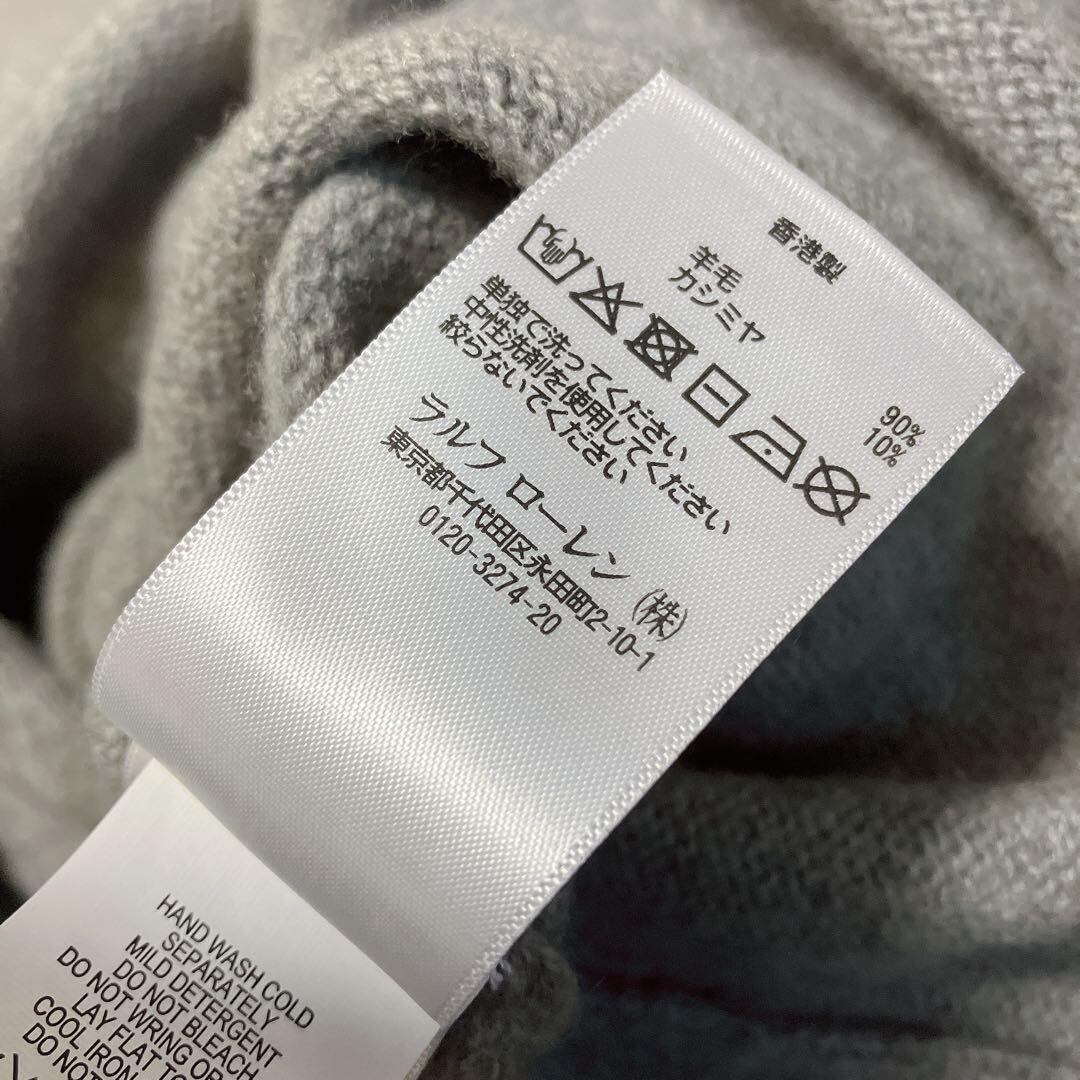 香港製
羊毛 90%
カシミヤ 10%
単独で洗ってください
中性洗剤を使用してください
絞らないでください
ラルフ ローレン (株)
東京都千代田区永田町2-10-1
0120-3274-20
HAND WASH COLD
SEPARATELY
MILD DETERGENT
DO NOT BLEACH
DO NOT WRING OR
LAY FLAT TO
COOL IRON
DO NOT